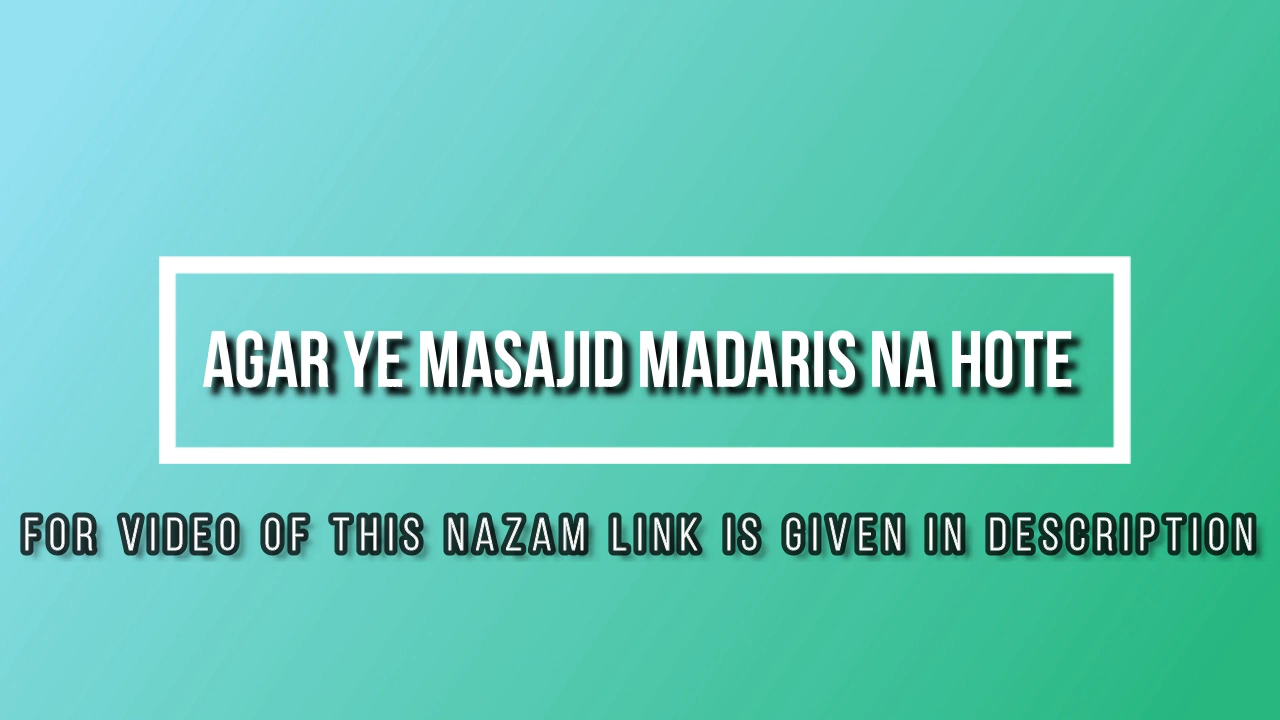 AGAR YE MASAJID MADARIS NA HOTE
FOR VIDEO OF THIS NAZAM LINK IS GIVEN IN DESCRIPTION